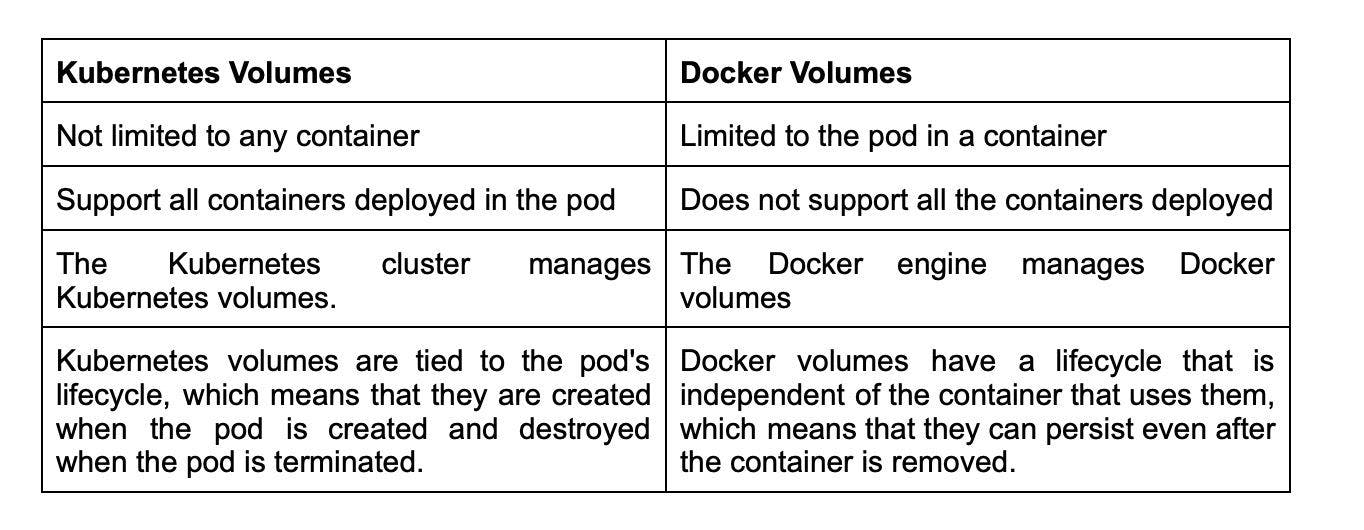 Kubernetes Volumes
Docker Volumes
Not limited to any container
Limited to the pod in a container
Support all containers deployed in the pod
Does not support all the containers deployed
The Kubernetes cluster manages
Kubernetes volumes.
The Docker engine manages Docker
volumes
Kubernetes volumes are tied to the pod's
lifecycle, which means that they are created
when the pod is created and destroyed
when the pod is terminated.
Docker volumes have a lifecycle that is
independent of the container that uses them,
which means that they can persist even after
the container is removed.